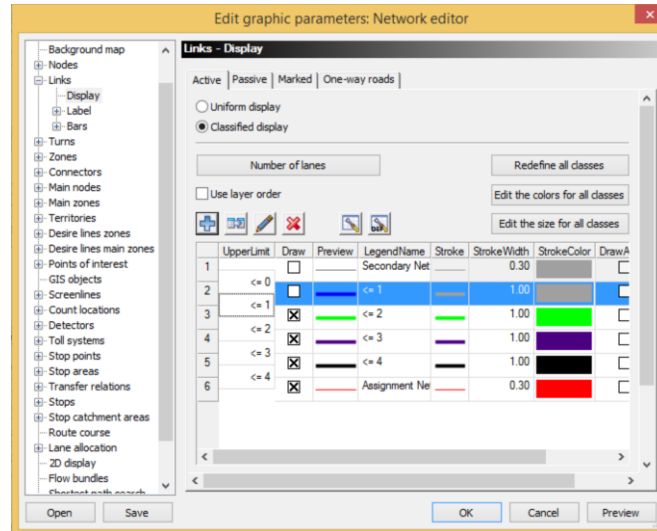 Edit graphic parameters: Network editor
Background map
Nodes
Links
Display
Label
Bars
Turns
Zones
Connectors
Main nodes
Main zones
Territories
Desire lines zones
Desire lines main zones
Points of interest
GIS objects
Screenlines
Count locations
Detectors
Toll systems
Stop points
Stop areas
Transfer relations
Stops
Stop catchment areas
Route course
Lane allocation
2D display
Flow bundles
Shortest path search
Links - Display
Active Passive Marked One-way roads
Uniform display
Classified display
Number of lanes Redefine all classes
Use layer order Edit the colors for all classes
Edit the size for all classes
UpperLimit Draw Preview LegendName Stroke StrokeWidth StrokeColor DrawA
1 Secondary Net 0.30
<= 0
2 <= 1 1.00
<= 1
3 <= 2 1.00
<= 2
4 <= 3 1.00
<= 3
5 <= 4 1.00
<= 4
6 Assignment Ne 0.30
Open Save OK Cancel Preview